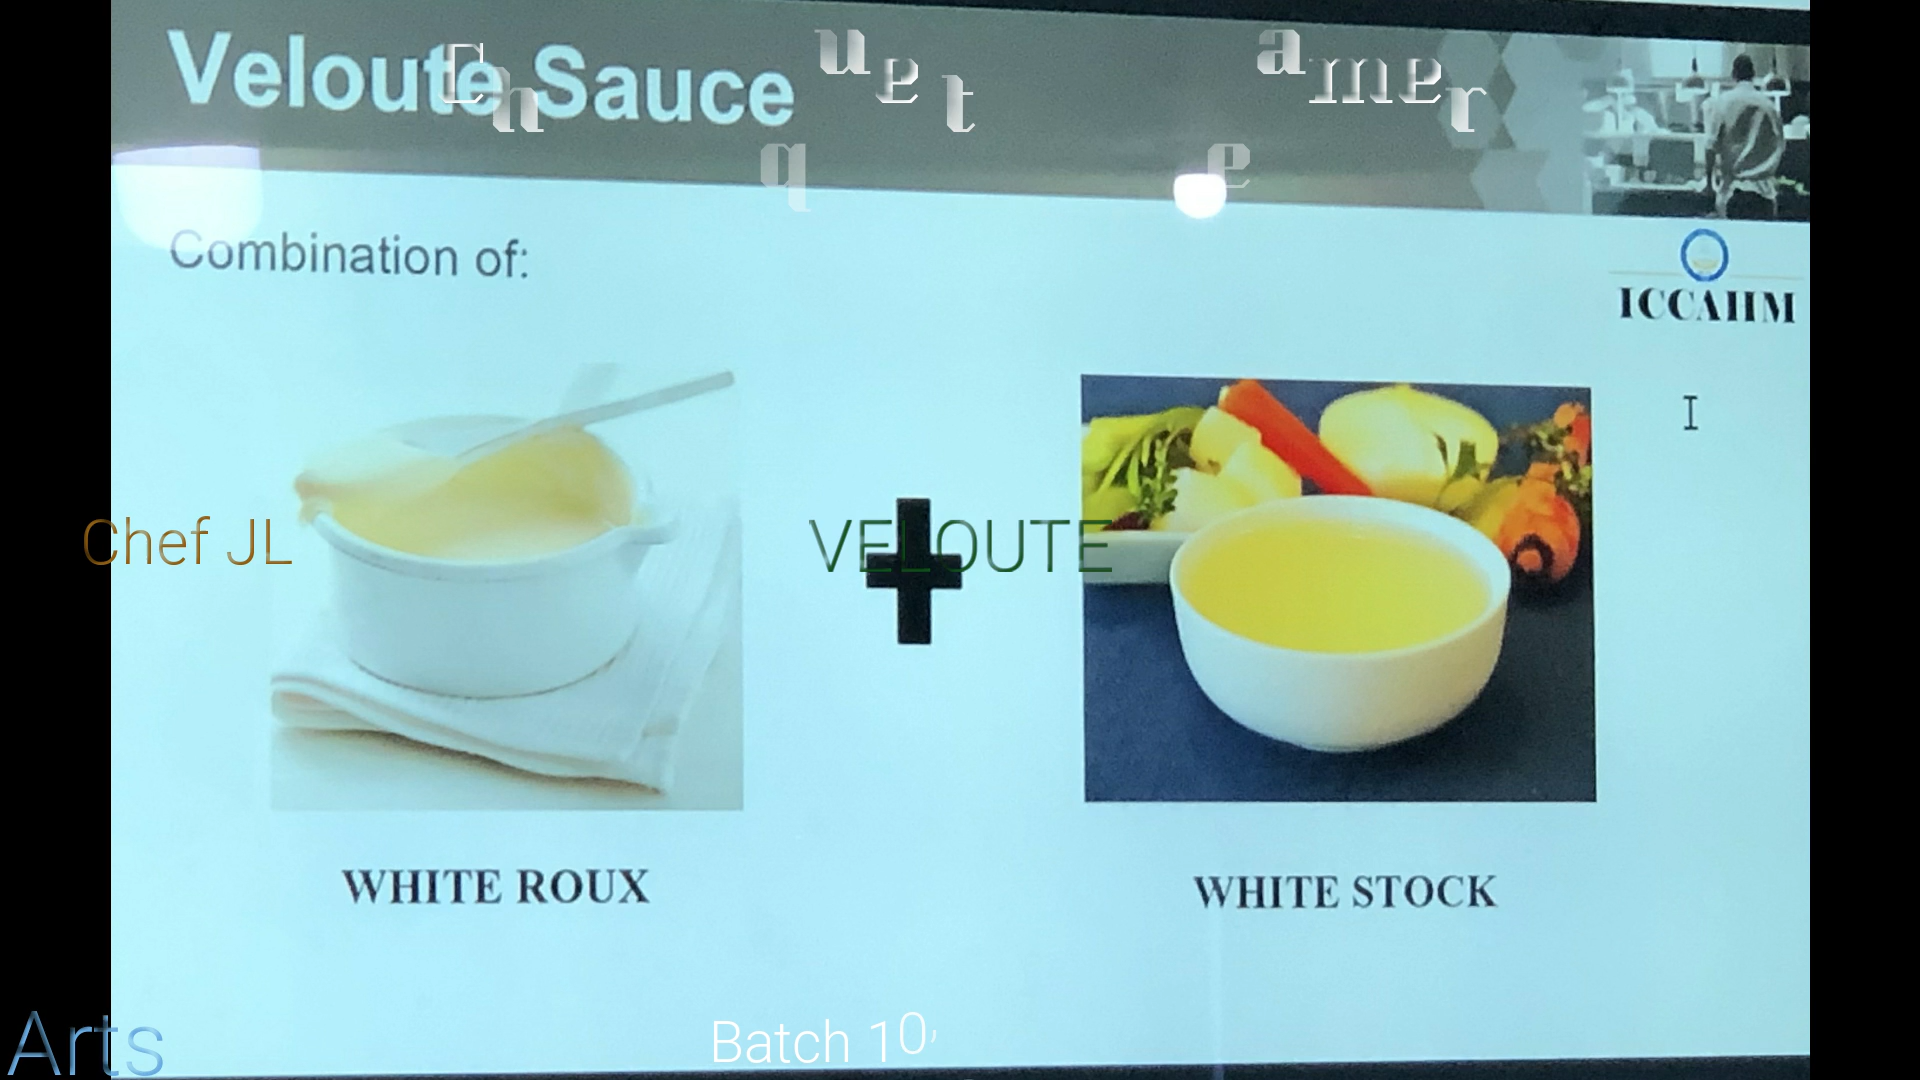 Veloute Sauce
Combination of:
ICCAHM
Chef JL
VELOUTE
WHITE ROUX
WHITE STOCK
Arts
Batch 10,